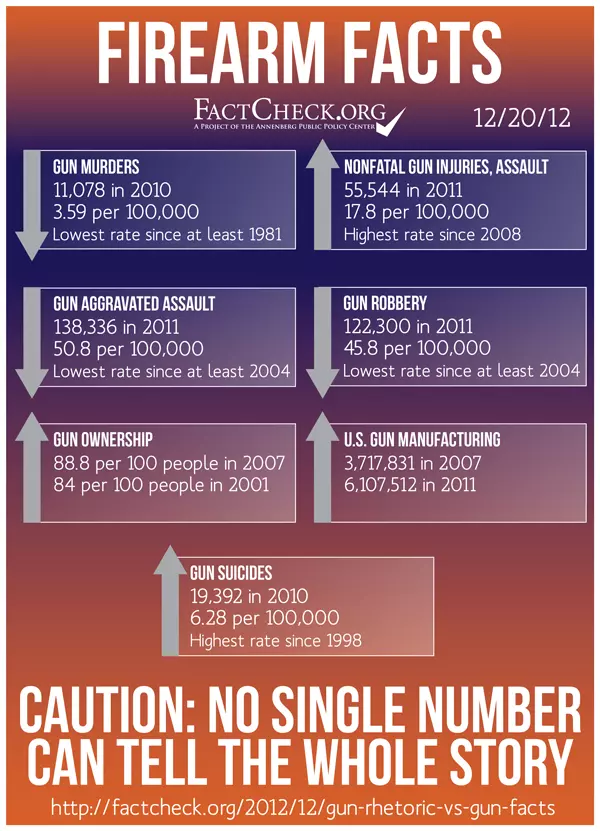 FIREARM FACTS
FACTCHECK.ORG
A PROJECT OF THE ANNENBERG PUBLIC POLICY CENTER
12/20/12
GUN MURDERS
11,078 in 2010
3.59 per 100,000
Lowest rate since at least 1981
NONFATAL GUN INJURIES, ASSAULT
55,544 in 2011
17.8 per 100,000
Highest rate since 2008
GUN AGGRAVATED ASSAULT
138,336 in 2011
50.8 per 100,000
Lowest rate since at least 2004
GUN ROBBERY
122,300 in 2011
45.8 per 100,000
Lowest rate since at least 2004
GUN OWNERSHIP
88.8 per 100 people in 2007
84 per 100 people in 2001
U.S. GUN MANUFACTURING
3,717,831 in 2007
6,107,512 in 2011
GUN SUICIDES
19,392 in 2010
6.28 per 100,000
Highest rate since 1998
CAUTION: NO SINGLE NUMBER
CAN TELL THE WHOLE STORY
http://factcheck.org/2012/12/gun-rhetoric-vs-gun-facts